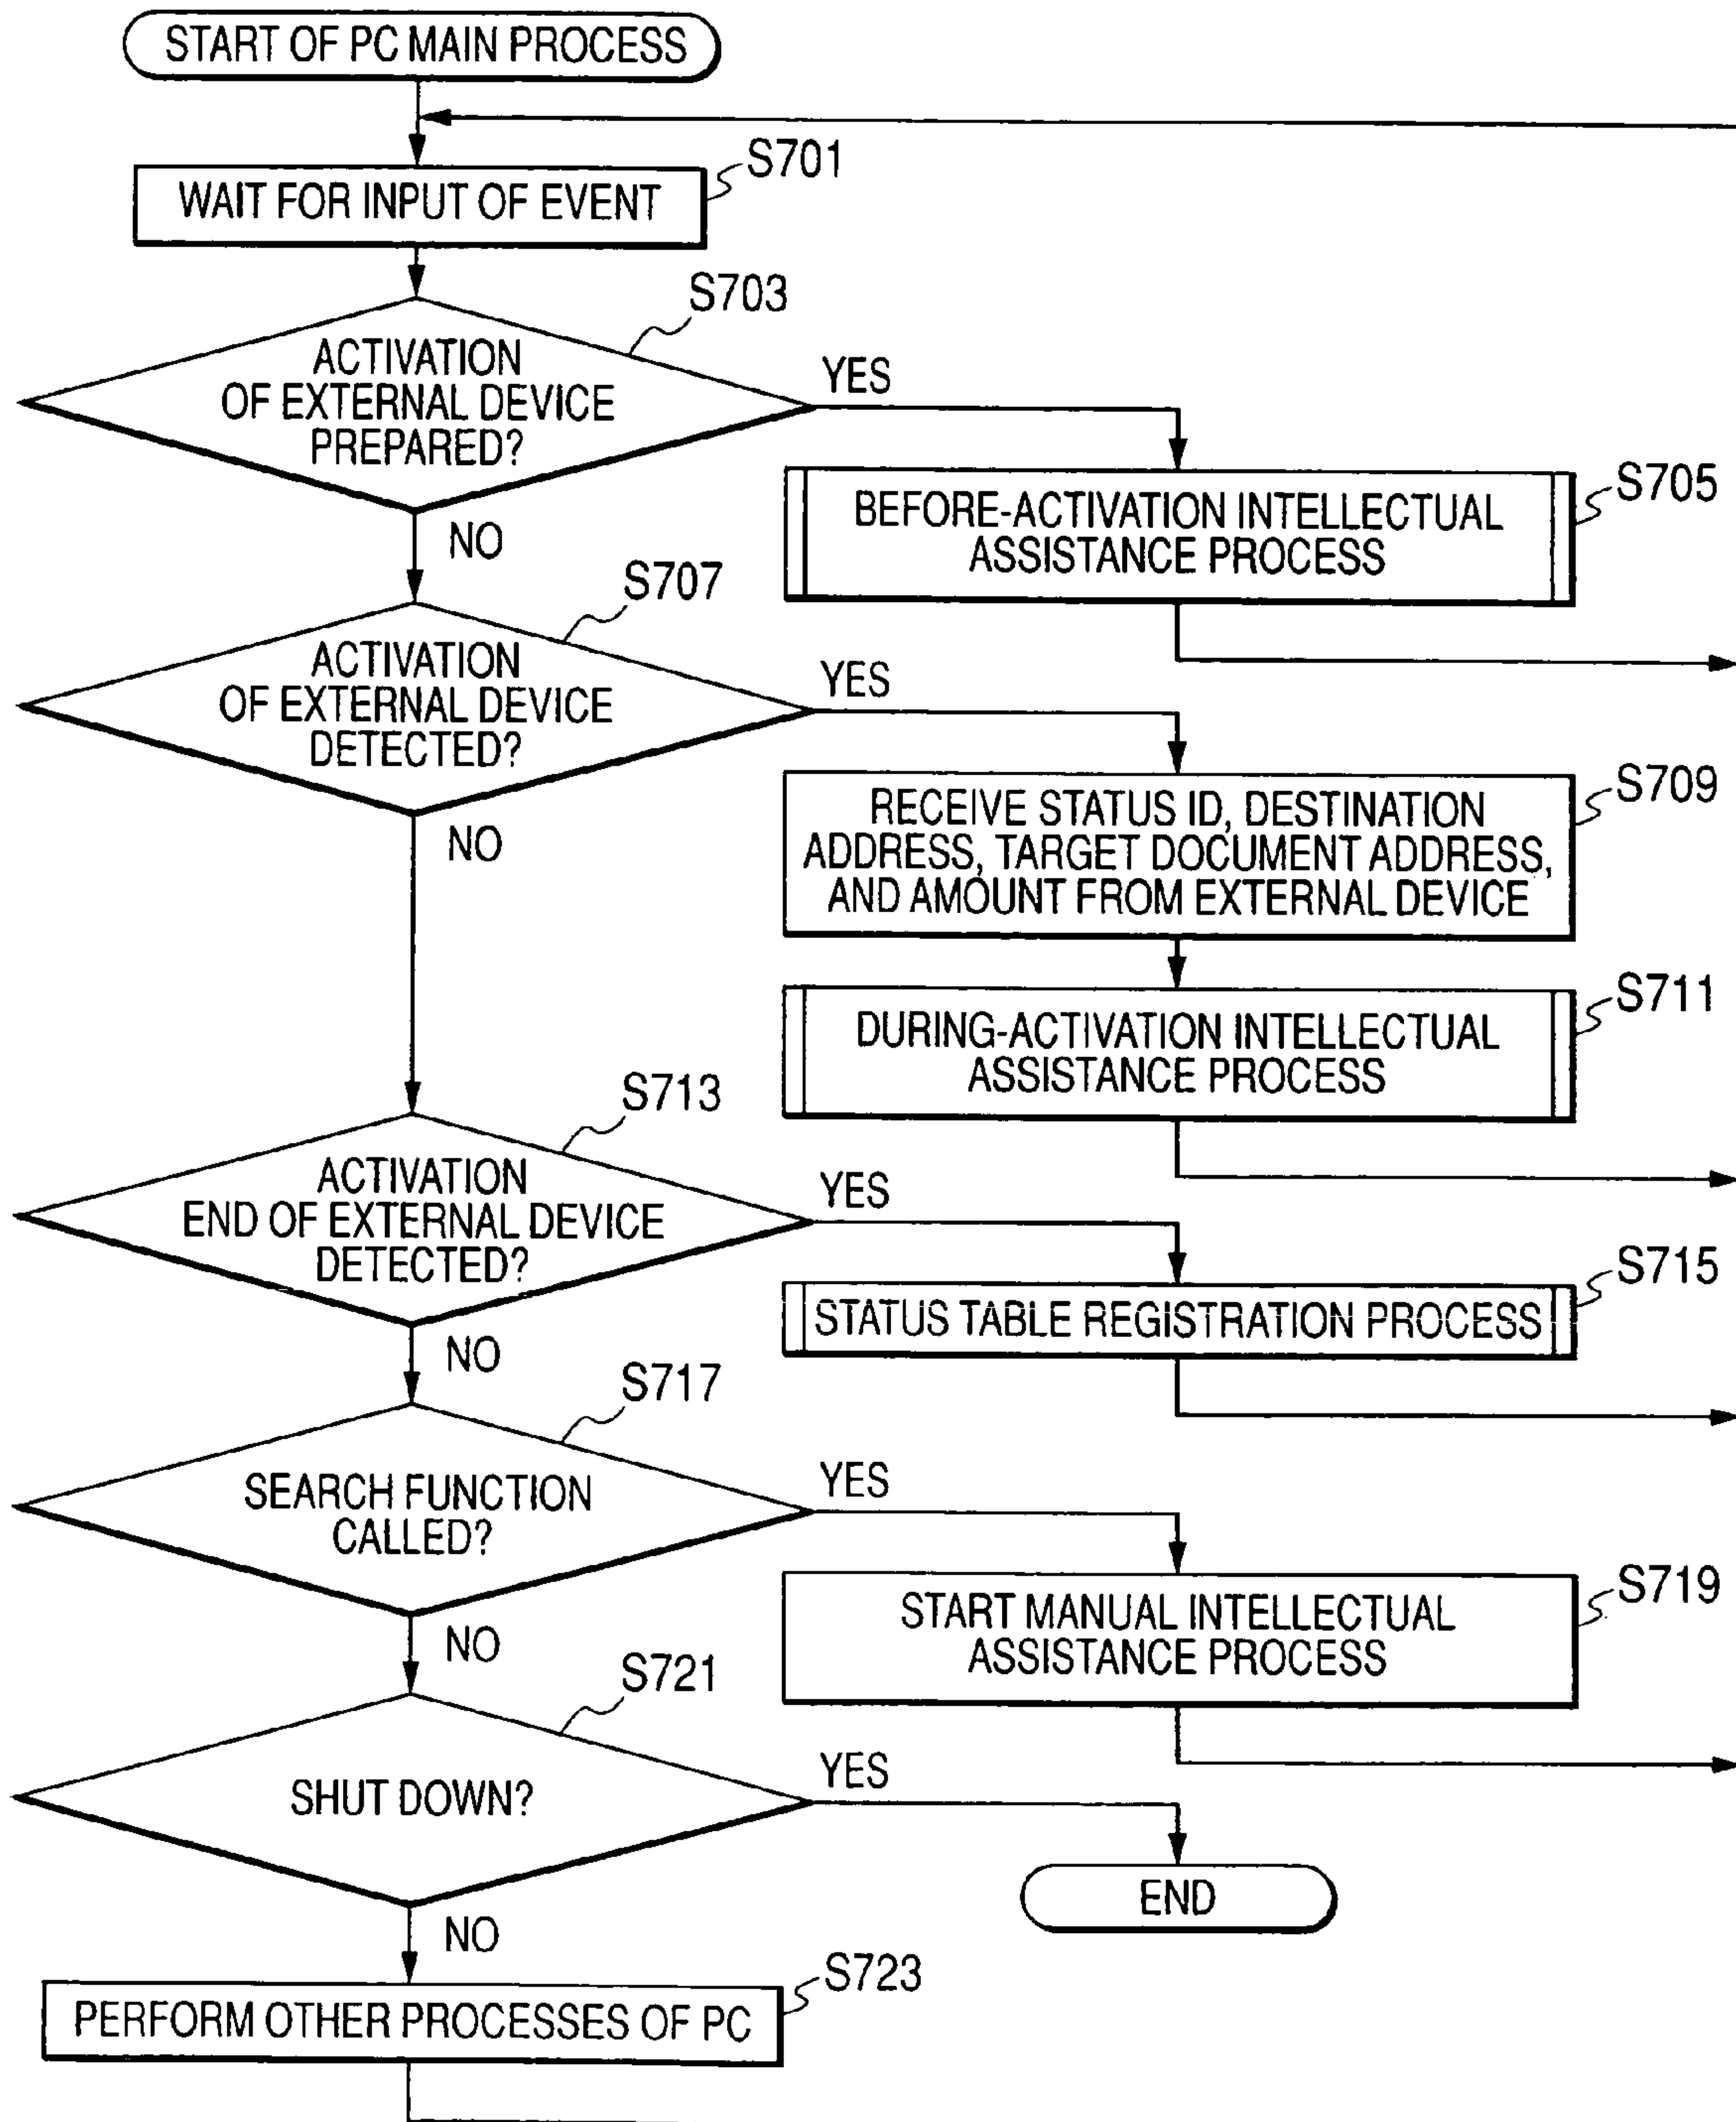 START OF PC MAIN PROCESS
S701
WAIT FOR INPUT OF EVENT
S703
ACTIVATION
OF EXTERNAL DEVICE
PREPARED?
YES
NO
S705
BEFORE-ACTIVATION INTELLECTUAL
ASSISTANCE PROCESS
S707
ACTIVATION
OF EXTERNAL DEVICE
DETECTED?
YES
NO
S709
RECEIVE STATUS ID, DESTINATION
ADDRESS, TARGET DOCUMENT ADDRESS,
AND AMOUNT FROM EXTERNAL DEVICE
S711
DURING-ACTIVATION INTELLECTUAL
ASSISTANCE PROCESS
S713
ACTIVATION
END OF EXTERNAL DEVICE
DETECTED?
YES
NO
S715
STATUS TABLE REGISTRATION PROCESS
S717
SEARCH FUNCTION
CALLED?
YES
NO
S719
START MANUAL INTELLECTUAL
ASSISTANCE PROCESS
S721
SHUT DOWN?
YES
NO
END
S723
PERFORM OTHER PROCESSES OF PC